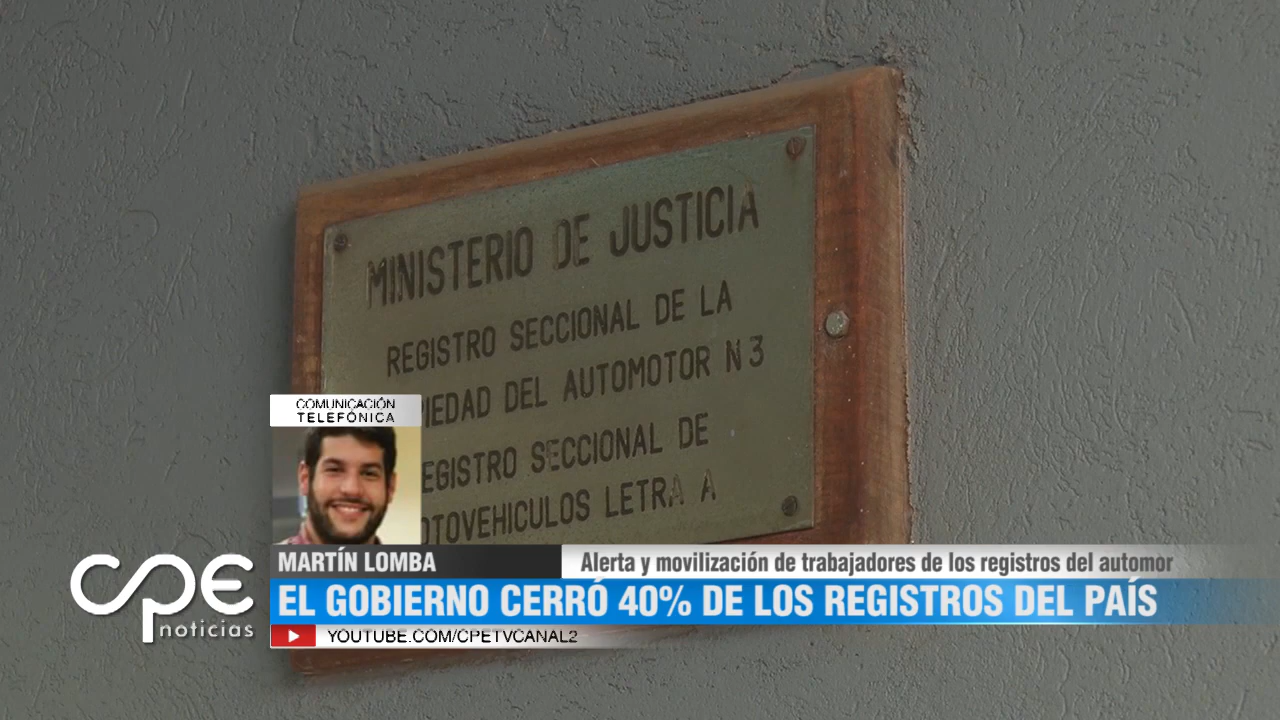 MINISTERIO DE JUSTICIA
REGISTRO SECCIONAL DE LA
PIEDAD DEL AUTOMOTOR N 3
EGISTRO SECCIONAL DE
OTOVEHICULOS LETRA A
COMUNICACIÓN
TELEFÓNICA
MARTÍN LOMBA
Alerta y movilización de trabajadores de los registros del automor
EL GOBIERNO CERRÓ 40% DE LOS REGISTROS DEL PAÍS
YOUTUBE.COM/CPETVCANAL2
cpe
noticias